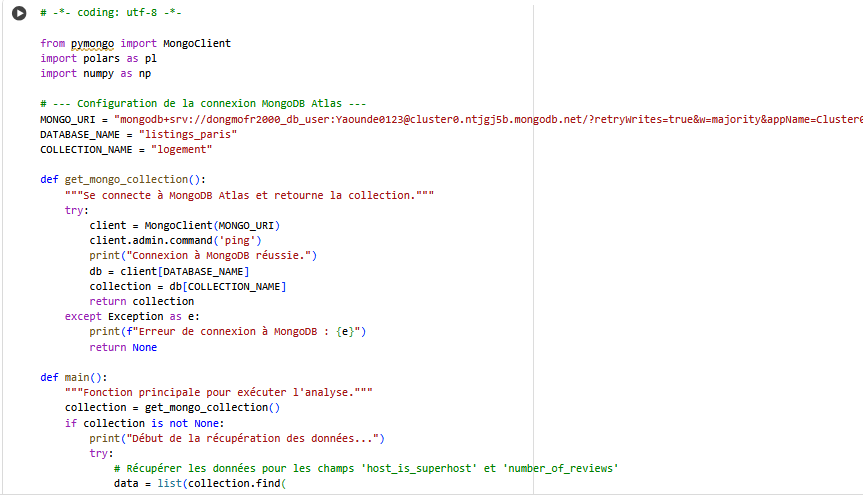 # -*- coding: utf-8 -*-
from pymongo import MongoClient
import polars as pl
import numpy as np
# --- Configuration de la connexion MongoDB Atlas ---
MONGO_URI = "mongodb+srv://dongmofr2000_db_user:Yaounde0123@cluster0.ntjgj5b.mongodb.net/?retryWrites=true&w=majority&appName=Cluster0
DATABASE_NAME = "listings_paris"
COLLECTION_NAME = "logement"
def get_mongo_collection():
    """Se connecte à MongoDB Atlas et retourne la collection."""
    try:
        client = MongoClient(MONGO_URI)
        client.admin.command('ping')
        print("Connexion à MongoDB réussie.")
        db = client[DATABASE_NAME]
        collection = db[COLLECTION_NAME]
        return collection
    except Exception as e:
        print(f"Erreur de connexion à MongoDB : {e}")
        return None
def main():
    """Fonction principale pour exécuter l'analyse."""
    collection = get_mongo_collection()
    if collection is not None:
        print("Début de la récupération des données...")
        try:
            # Récupérer les données pour les champs 'host_is_superhost' et 'number_of_reviews'
            data = list(collection.find(